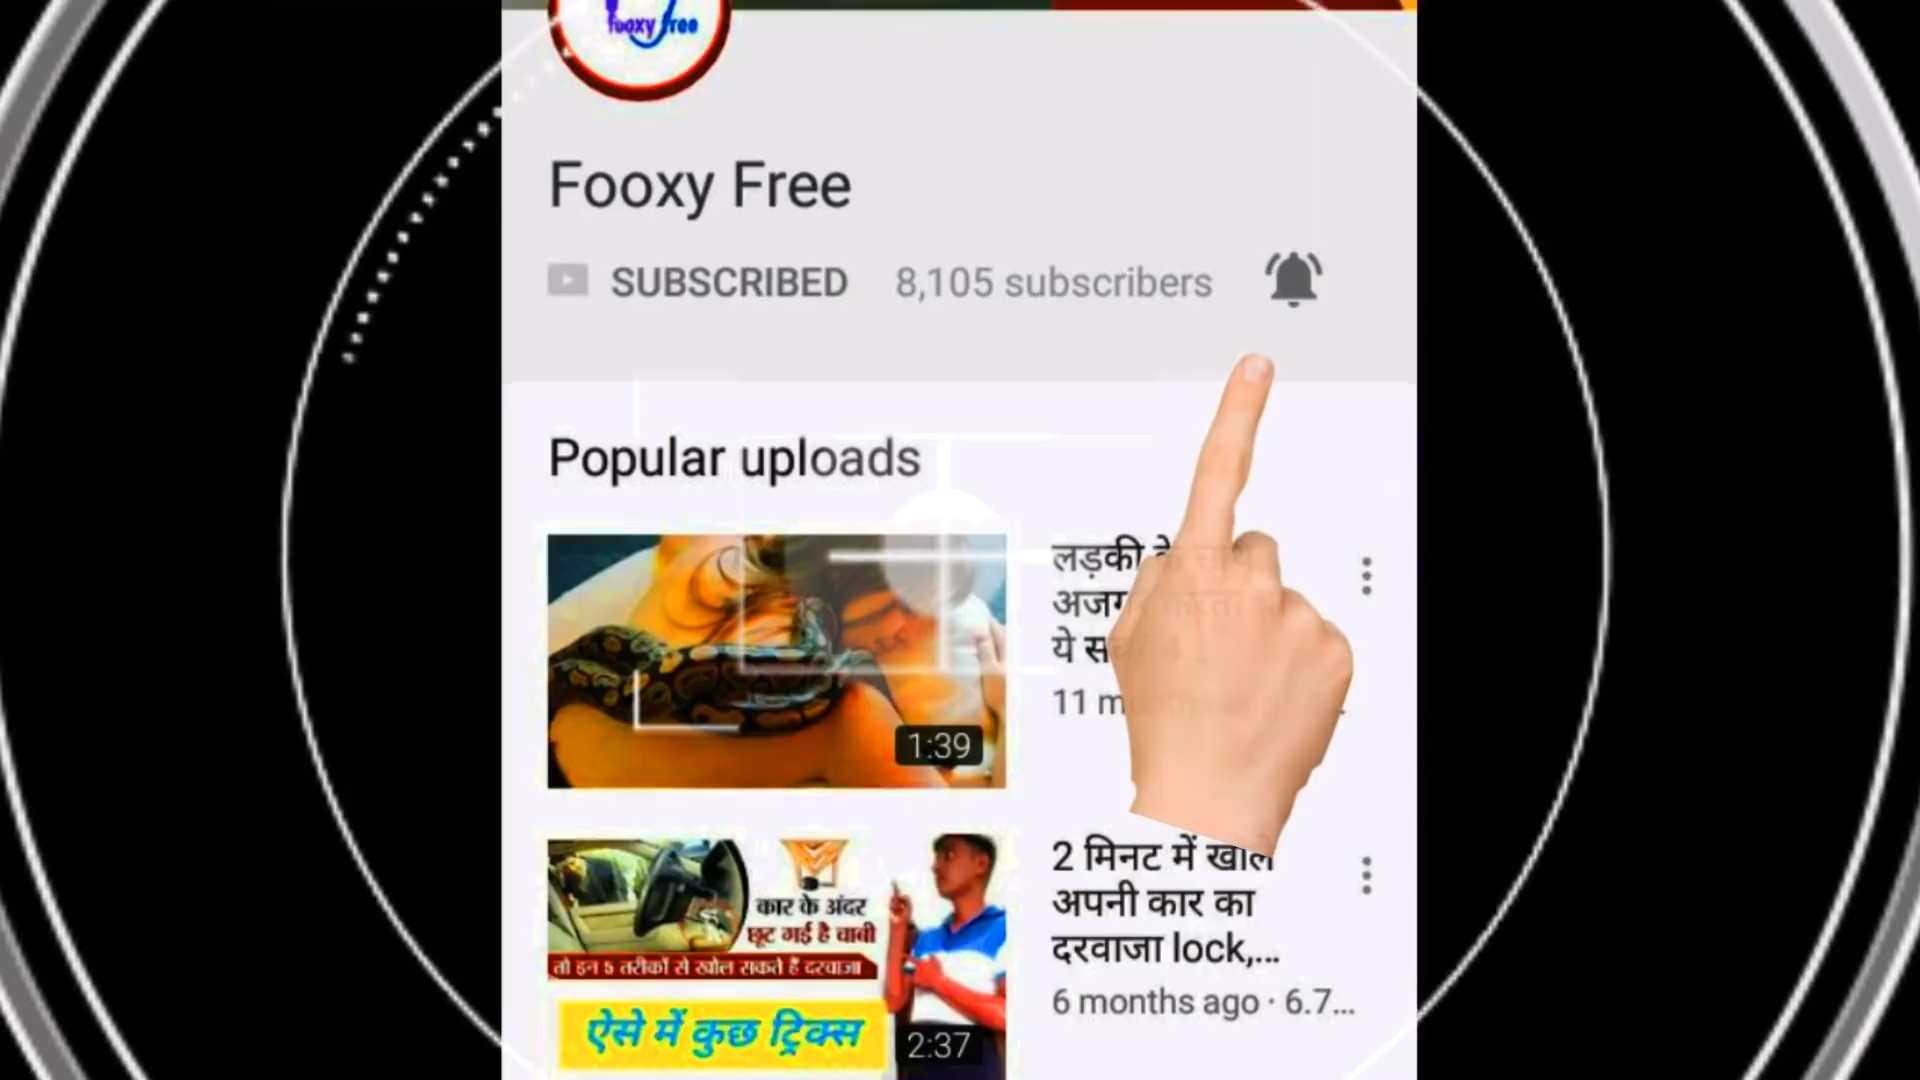 fooxy free
Fooxy Free
SUBSCRIBED 8,105 subscribers
Popular uploads
लड़की के साथ
करता
ये
11
1:39
2 मिनट में खोले
अपनी कार का
दरवाजा lock,...
6 months ago · 6.7...
कार के अंदर
छूट गई है चाबी
तो इन 5 तरीकों से खोल सकते हैं दरवाजा
ऐसे में कुछ ट्रिक्स
2:37